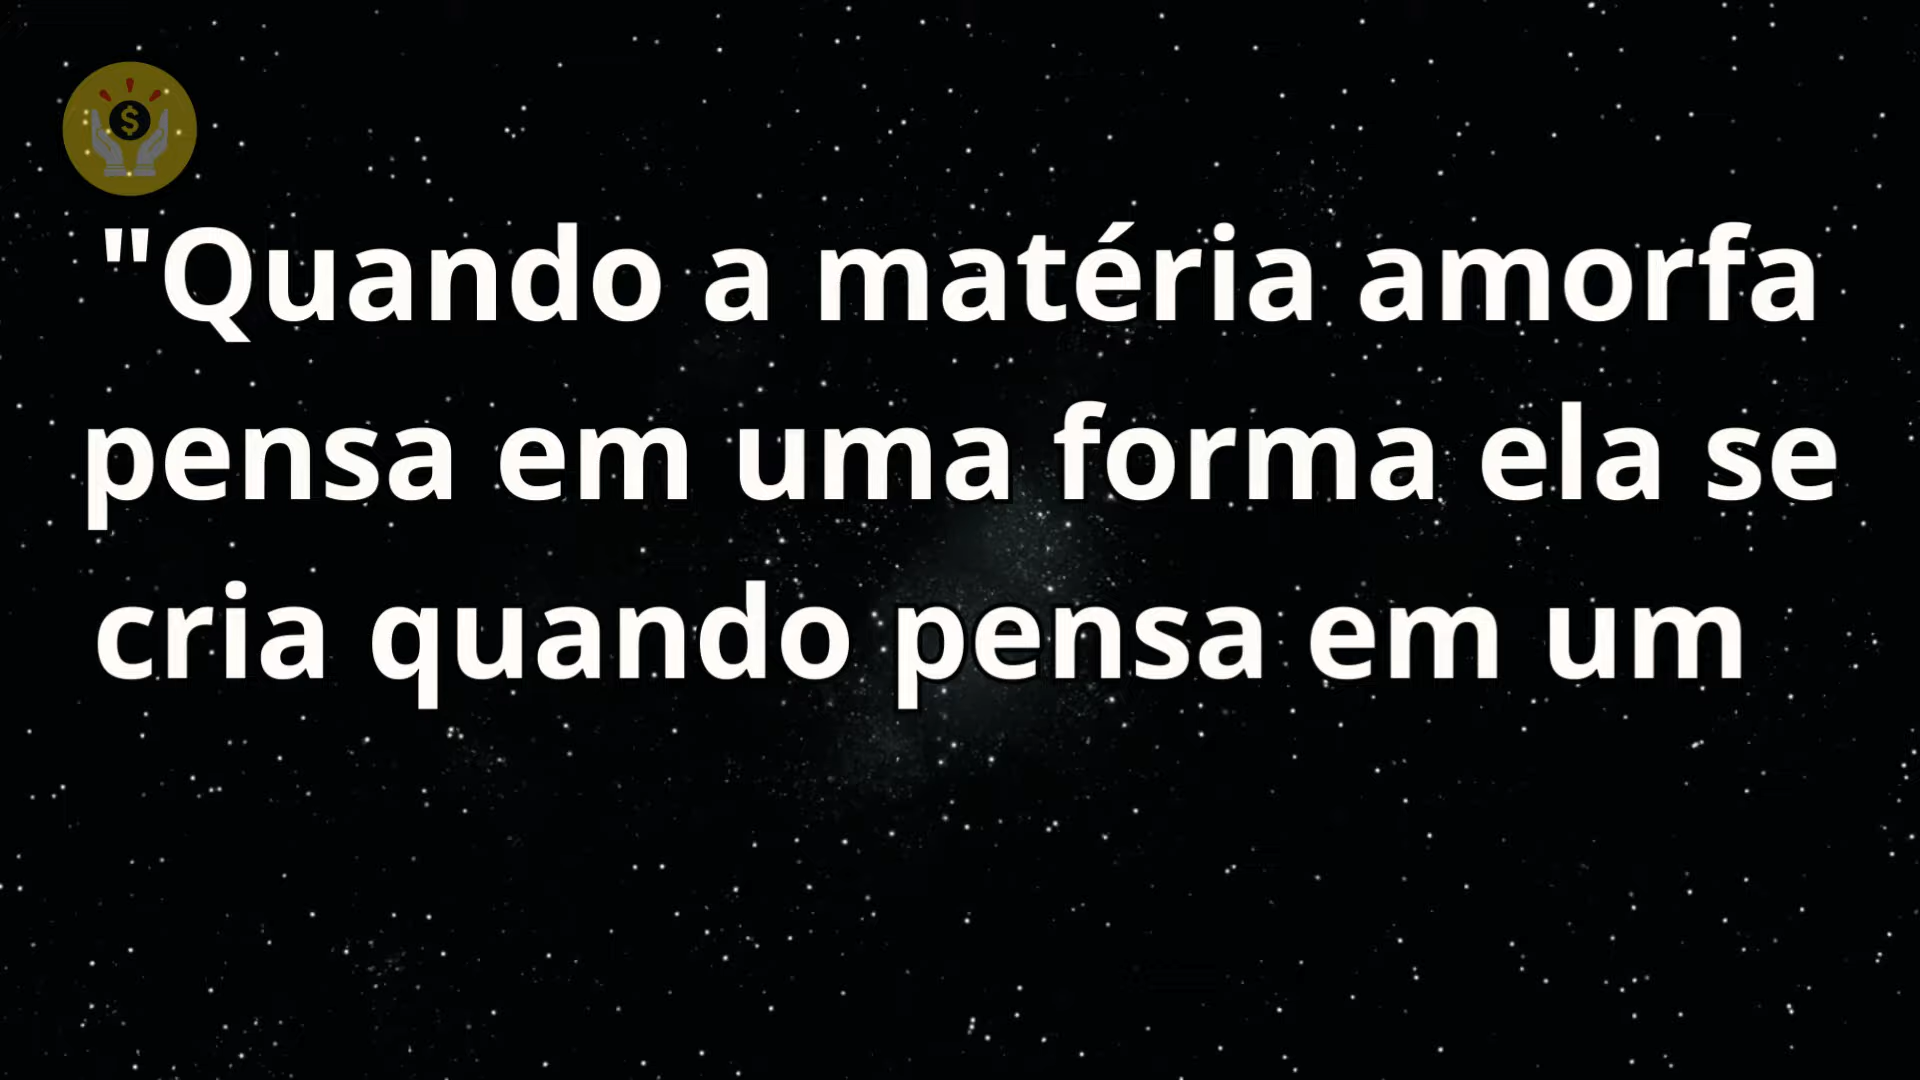 $
"Quando a matéria amorfa
pensa em uma forma ela se
cria quando pensa em um